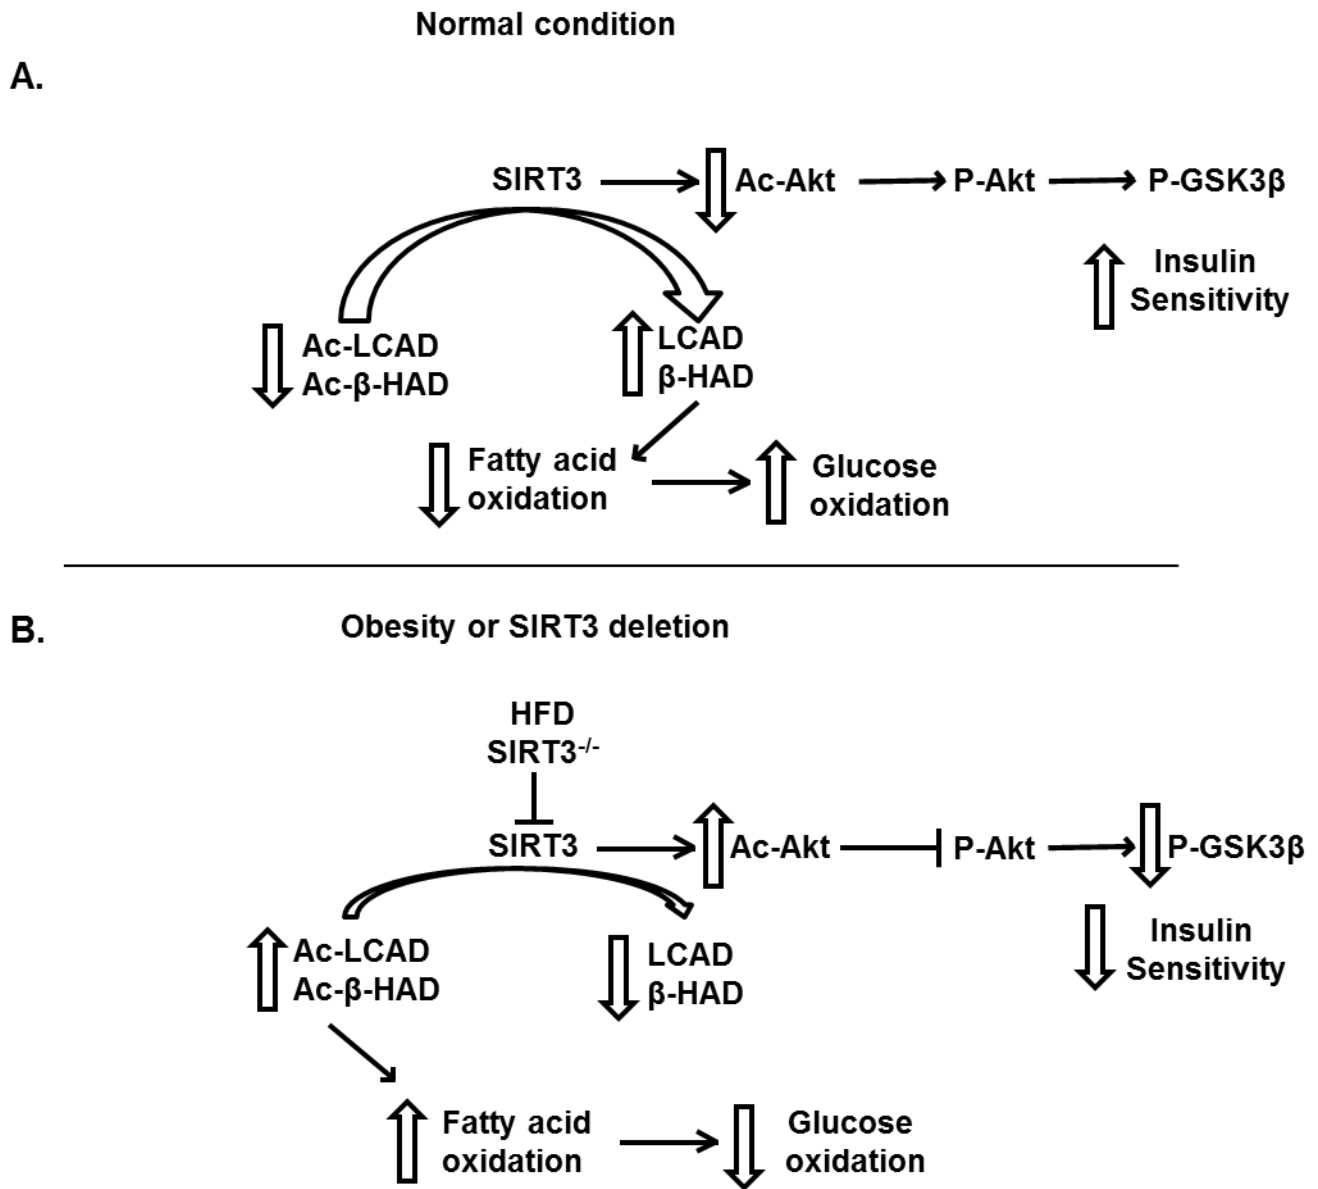 Normal condition
A.
SIRT3
Ac-Akt
P-Akt
P-GSK3β
Insulin
Sensitivity
Ac-LCAD
Ac-β-HAD
LCAD
β-HAD
Fatty acid
oxidation
Glucose
oxidation
B.
Obesity or SIRT3 deletion
HFD
SIRT3-/-
SIRT3
Ac-Akt
P-Akt
P-GSK3β
Insulin
Sensitivity
Ac-LCAD
Ac-β-HAD
LCAD
β-HAD
Fatty acid
oxidation
Glucose
oxidation